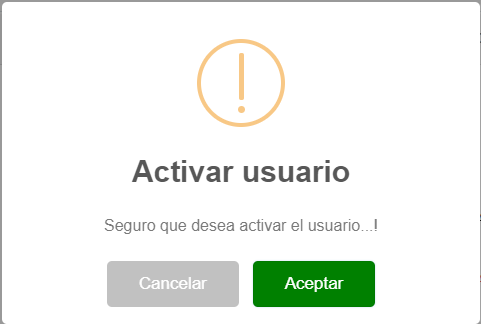 Activar usuario
Seguro que desea activar el usuario...!
Cancelar
Aceptar